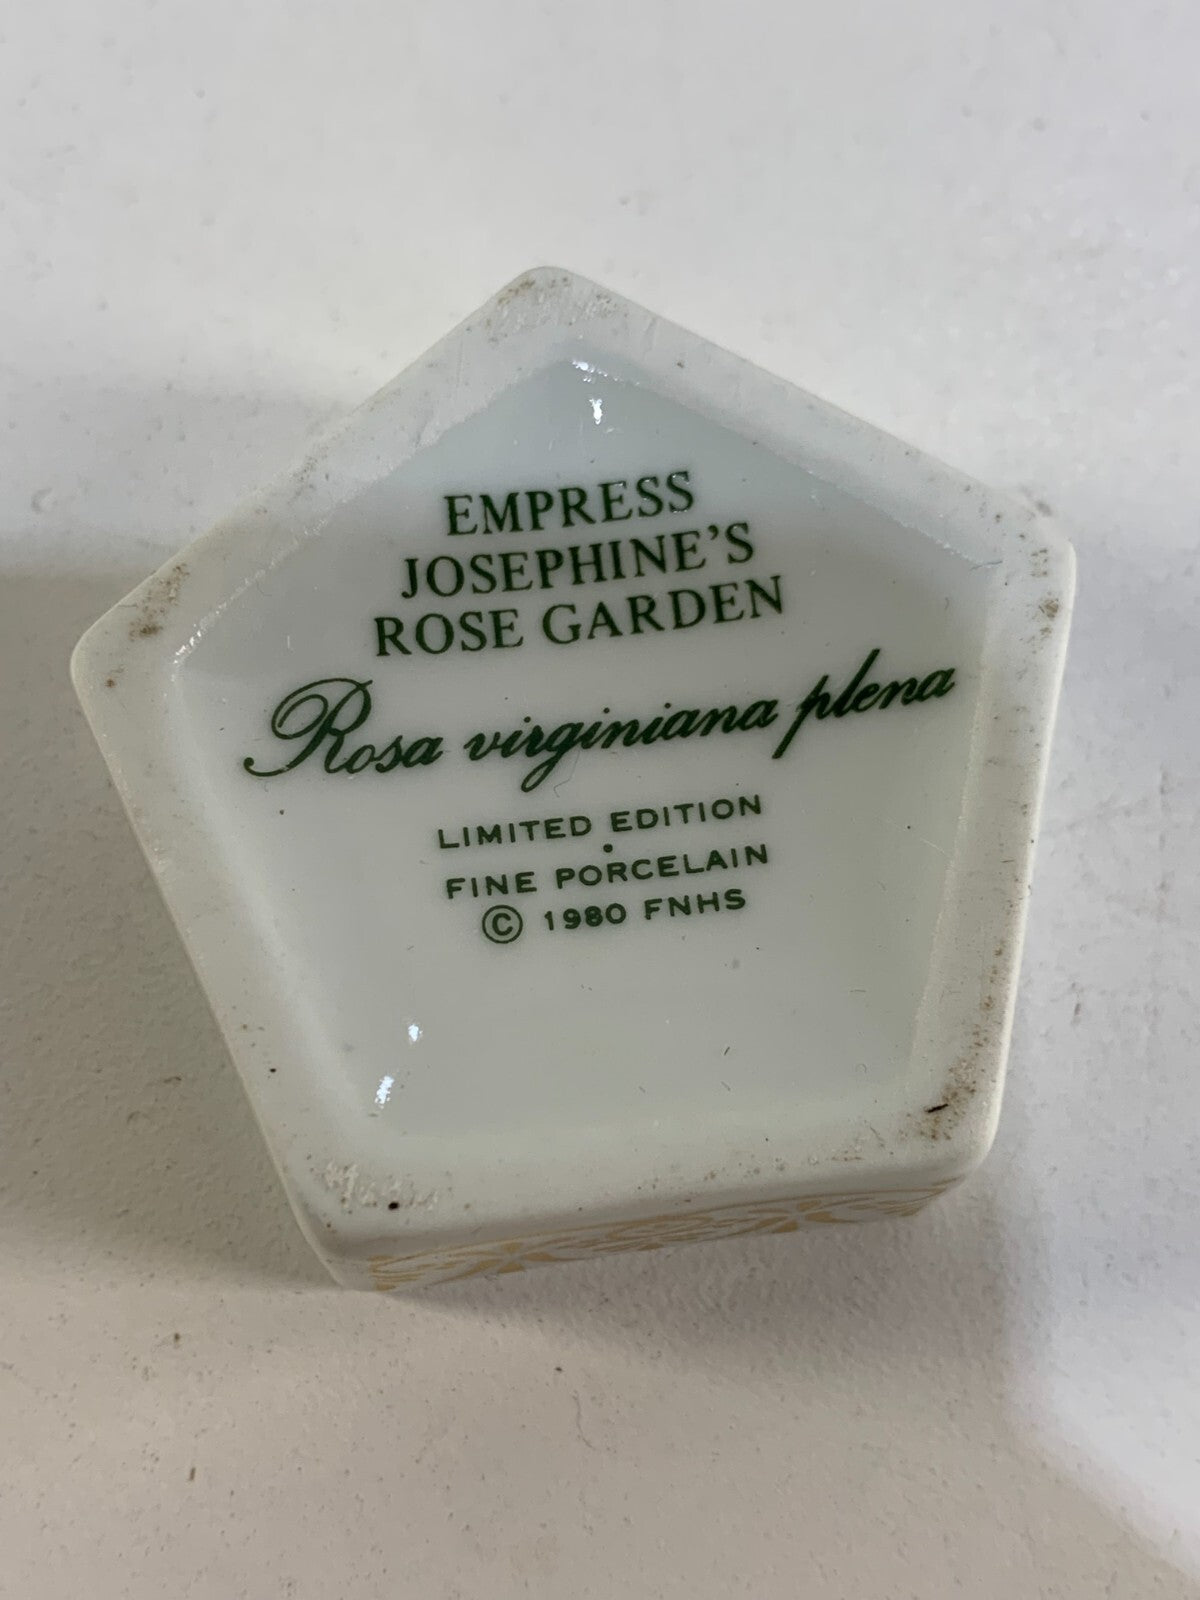 EMPRESS
JOSEPHINE'S
ROSE GARDEN
Rosa virginiana plena
LIMITED EDITION
•
FINE PORCELAIN
© 1980 FNHS